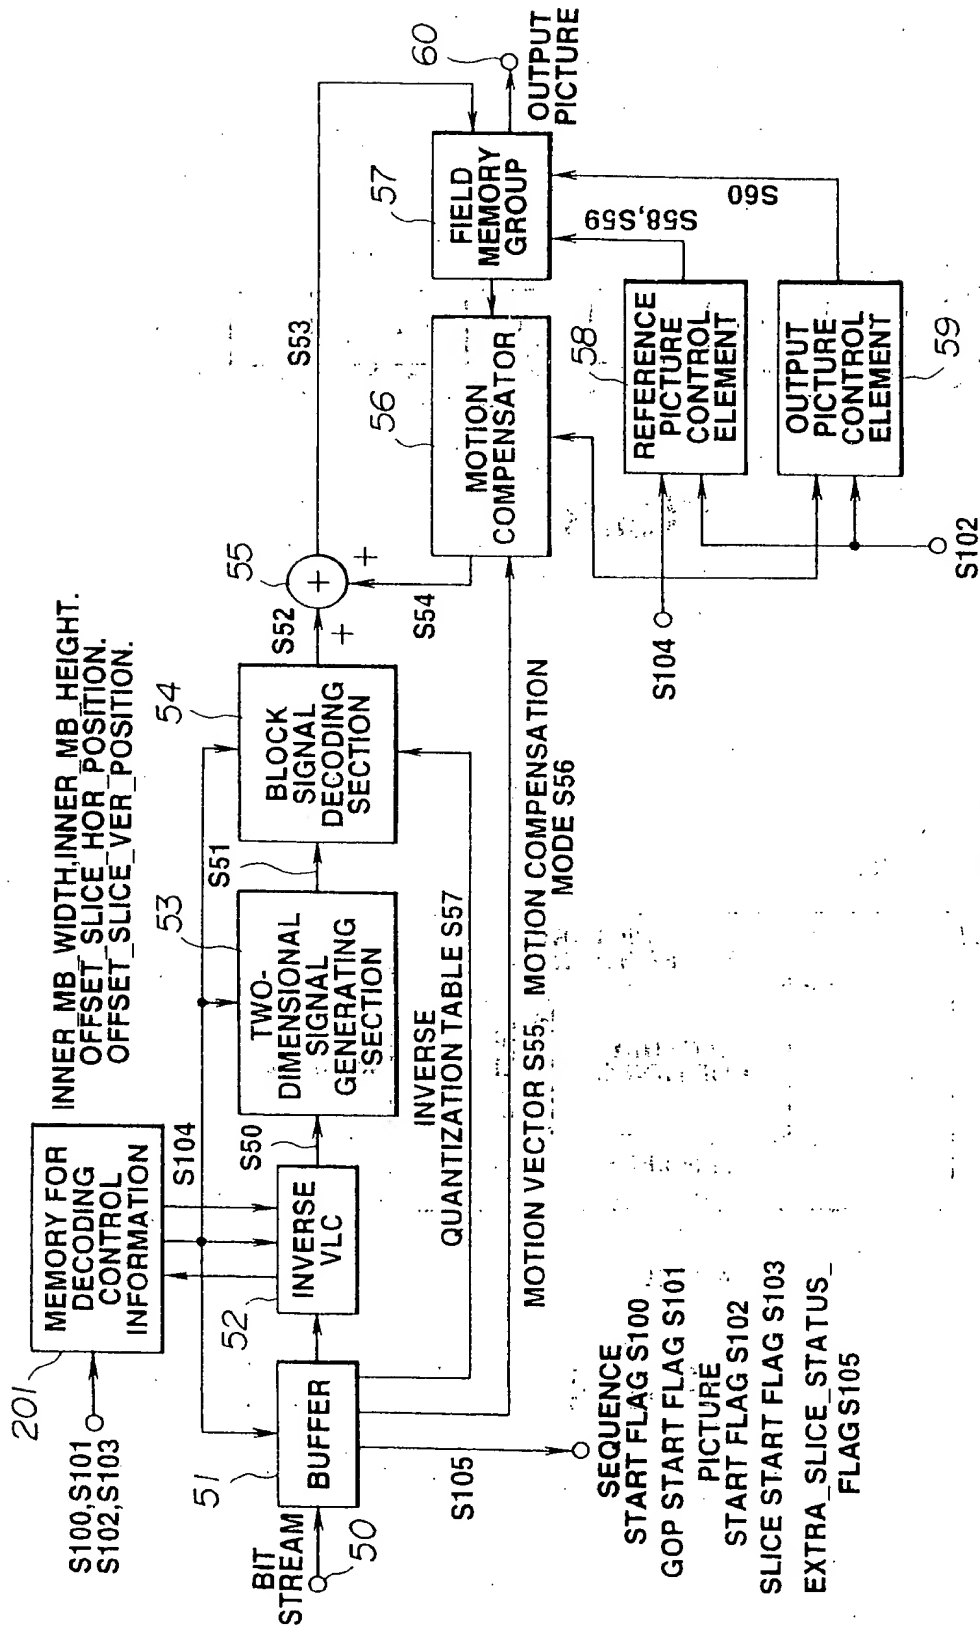 201
MEMORY FOR
DECODING
CONTROL
INFORMATION
S100,S101
S102,S103
INNER_MB_WIDTH,INNER_MB_HEIGHT.
OFFSET_SLICE_HOR_POSITION.
OFFSET_SLICE_VER_POSITION.
S104
BIT
STREAM
50
51
BUFFER
52
INVERSE
VLC
S50
53
TWO-
DIMENSIONAL
SIGNAL
GENERATING
SECTION
S51
54
BLOCK
SIGNAL
DECODING
SECTION
S52
+
55
+
+
S53
S54
56
MOTION
COMPENSATOR
57
FIELD
MEMORY
GROUP
60
OUTPUT
PICTURE
INVERSE
QUANTIZATION TABLE S57
MOTION VECTOR S55, MOTION COMPENSATION
MODE S56
S105
SEQUENCE
START FLAG S100
GOP START FLAG S101
PICTURE
START FLAG S102
SLICE START FLAG S103
EXTRA_SLICE_STATUS_
FLAG S105
S104
58
REFERENCE
PICTURE
CONTROL
ELEMENT
S58,S59
S60
OUTPUT
PICTURE
CONTROL
ELEMENT
59
S102